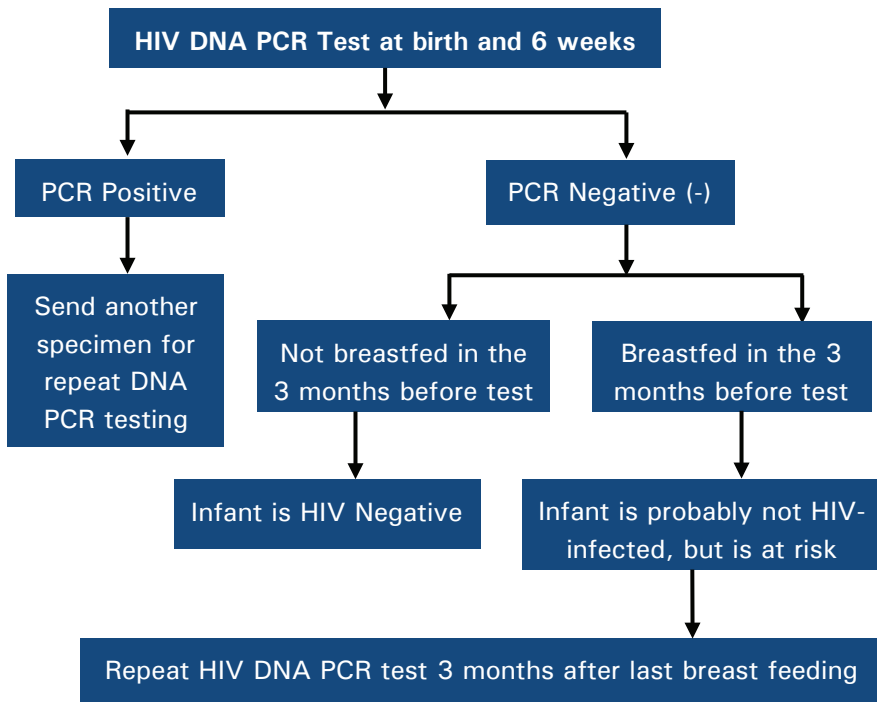 HIV DNA PCR Test at birth and 6 weeks
PCR Positive
PCR Negative (-)
Send another
specimen for
repeat DNA
PCR testing
Not breastfed in the
3 months before test
Breastfed in the 3
months before test
Infant is HIV Negative
Infant is probably not HIV-
infected, but is at risk
Repeat HIV DNA PCR test 3 months after last breast feeding